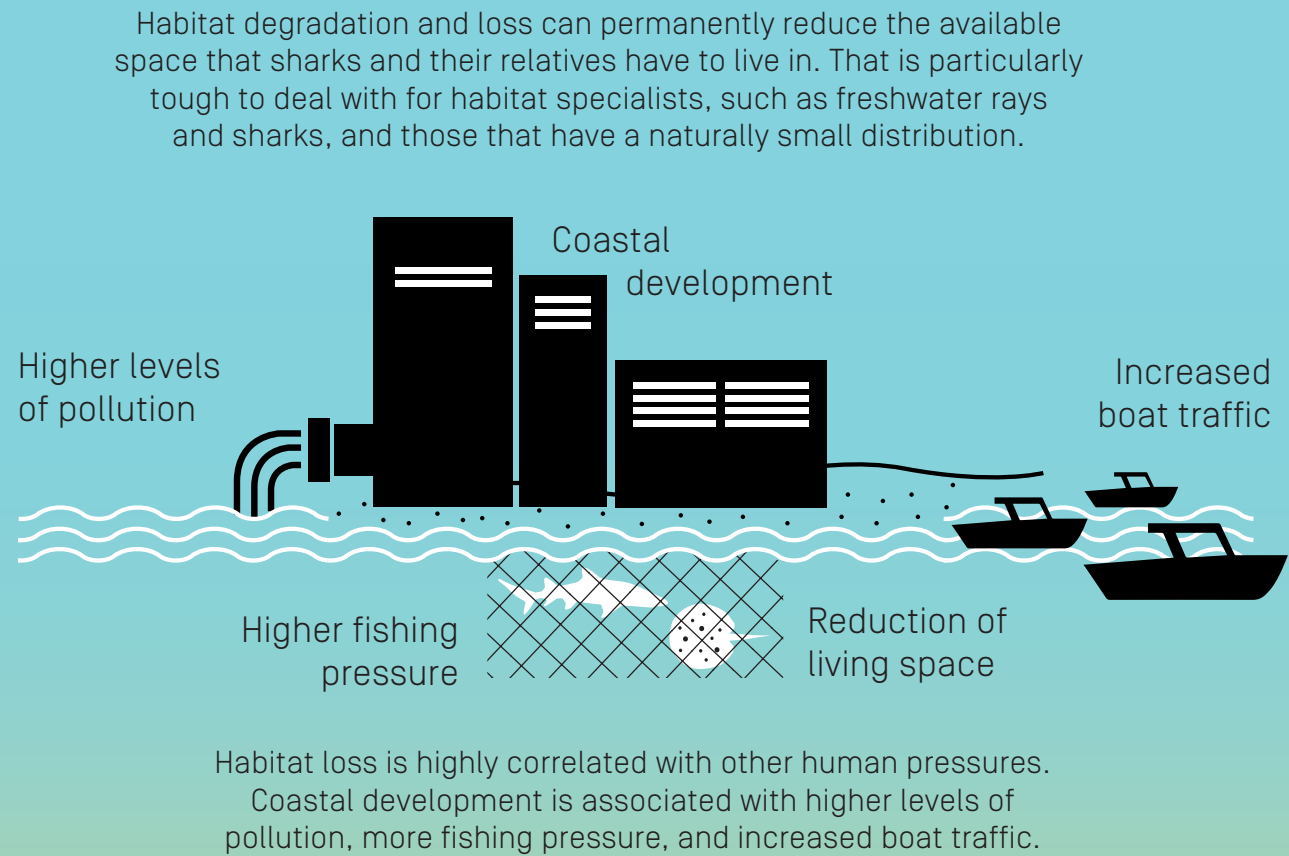 Habitat degradation and loss can permanently reduce the available
space that sharks and their relatives have to live in. That is particularly
tough to deal with for habitat specialists, such as freshwater rays
and sharks, and those that have a naturally small distribution.
Coastal
development
Higher levels
of pollution
Increased
boat traffic
Higher fishing
pressure
Reduction of
living space
Habitat loss is highly correlated with other human pressures.
Coastal development is associated with higher levels of
pollution, more fishing pressure, and increased boat traffic.